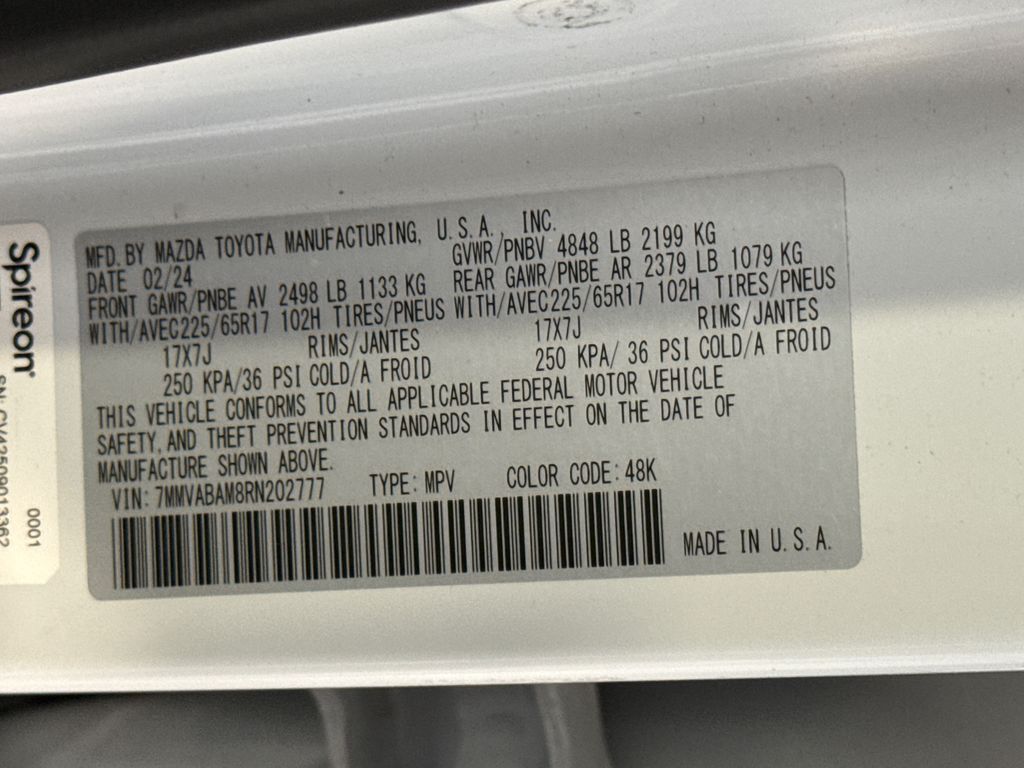 MFD. BY MAZDA TOYOTA MANUFACTURING, U.S.A., INC.
DATE 02/24
GVWR/PNBV 4848 LB 2199 KG
FRONT GAWR/PNBE AV 2498 LB 1133 KG
REAR GAWR/PNBE AR 2379 LB 1079 KG
WITH/AVEC225/65R17 102H TIRES/PNEUS
WITH/AVEC225/65R17 102H TIRES/PNEUS
17X7J RIMS/JANTES
17X7J RIMS/JANTES
250 KPA/36 PSI COLD/A FROID
250 KPA/ 36 PSI COLD/A FROID
THIS VEHICLE CONFORMS TO ALL APPLICABLE FEDERAL MOTOR VEHICLE
SAFETY, AND THEFT PREVENTION STANDARDS IN EFFECT ON THE DATE OF
MANUFACTURE SHOWN ABOVE.
VIN: 7MMVABAM8RN202777 TYPE: MPV COLOR CODE: 48K
MADE IN U.S.A.
Spireon
0001